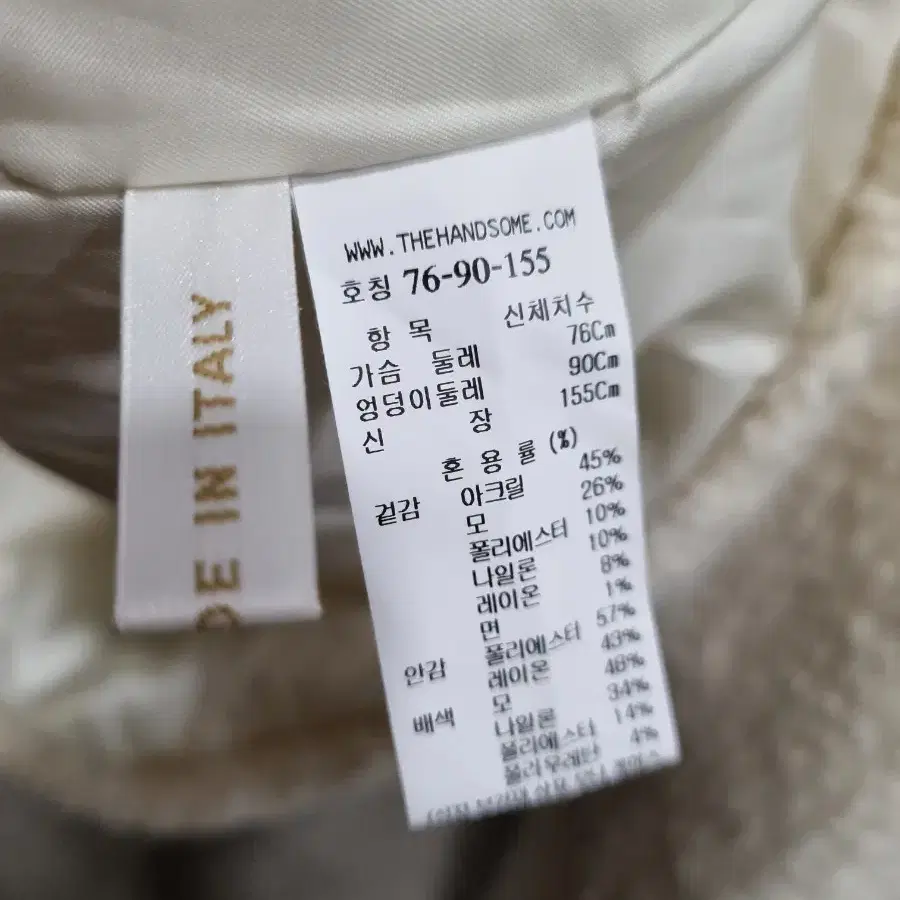 DE IN ITALY
WWW.THEHANDSOME.COM
호칭 76-90-155
항 목 신체치수
가슴 둘레 76Cm
엉덩이둘레 90Cm
신 장 155Cm
혼 용 률 (%)
겉감 아크릴 45%
모 26%
폴리에스터 10%
나일론 10%
레이온 8%
면 1%
안감 폴리에스터 57%
레이온 43%
배색 모 48%
나일론 34%
폴리에스터 14%
폴리우레탄 4%